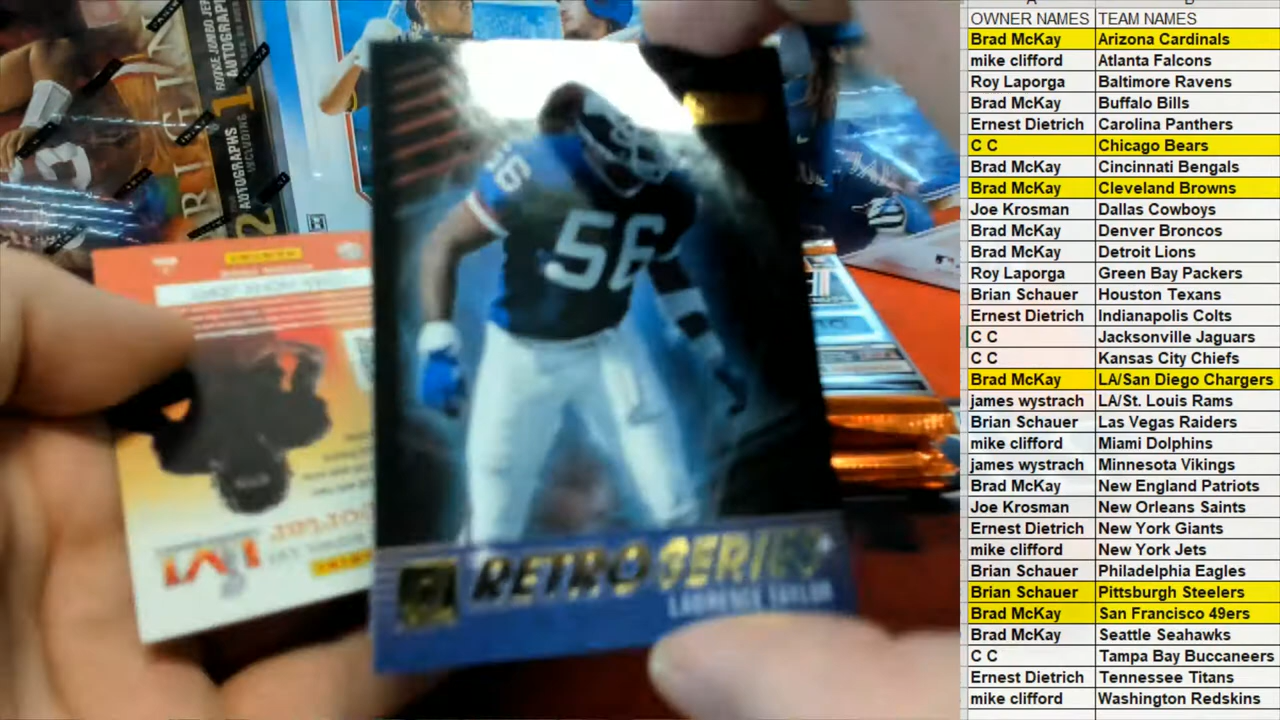 OWNER NAMES TEAM NAMES
Brad McKay Arizona Cardinals
mike clifford Atlanta Falcons
Roy Laporga Baltimore Ravens
Brad McKay Buffalo Bills
Ernest Dietrich Carolina Panthers
C C Chicago Bears
Brad McKay Cincinnati Bengals
Brad McKay Cleveland Browns
Joe Krosman Dallas Cowboys
Brad McKay Denver Broncos
Brad McKay Detroit Lions
Roy Laporga Green Bay Packers
Brian Schauer Houston Texans
Ernest Dietrich Indianapolis Colts
C C Jacksonville Jaguars
C C Kansas City Chiefs
Brad McKay LA/San Diego Chargers
james wystrach LA/St. Louis Rams
Brian Schauer Las Vegas Raiders
mike clifford Miami Dolphins
james wystrach Minnesota Vikings
Brad McKay New England Patriots
Joe Krosman New Orleans Saints
Ernest Dietrich New York Giants
mike clifford New York Jets
Brian Schauer Philadelphia Eagles
Brian Schauer Pittsburgh Steelers
Brad McKay San Francisco 49ers
Brad McKay Seattle Seahawks
C C Tampa Bay Buccaneers
Ernest Dietrich Tennessee Titans
mike clifford Washington Redskins
56
56
RETRO SERIES
LAWRENCE TAYLOR
2 AUTOGRAPHS
INCLUDING 1
AUTOGRAPH